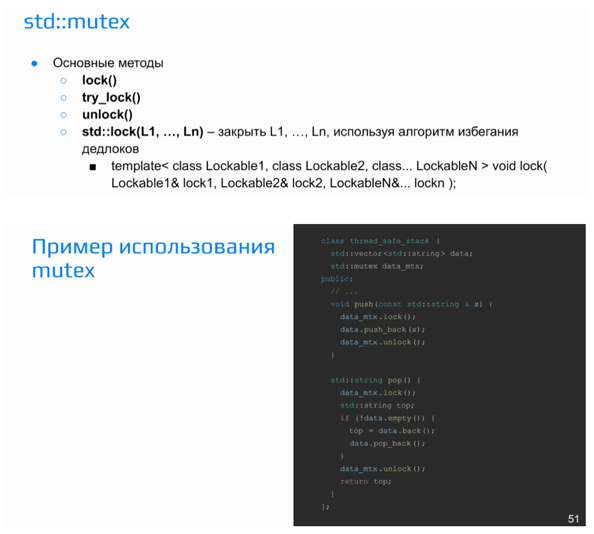 std::mutex
● Основные методы
○ lock()
○ try_lock()
○ unlock()
○ std::lock(L1, …, Ln) – закрыть L1, …, Ln, используя алгоритм избегания
дедлоков
■ template< class Lockable1, class Lockable2, class... LockableN > void lock(
Lockable1& lock1, Lockable2& lock2, LockableN&... lockn );
Пример использования
mutex
class thread_safe_stack {
std::vector<std::string> data;
std::mutex data_mtx;
public:
// ...
void push(const std::string & x) {
data_mtx.lock();
data.push_back(x);
data_mtx.unlock();
}
std::string pop() {
data_mtx.lock();
std::string top;
if (!data.empty()) {
top = data.back();
data.pop_back();
}
data_mtx.unlock();
return top;
}
};
51